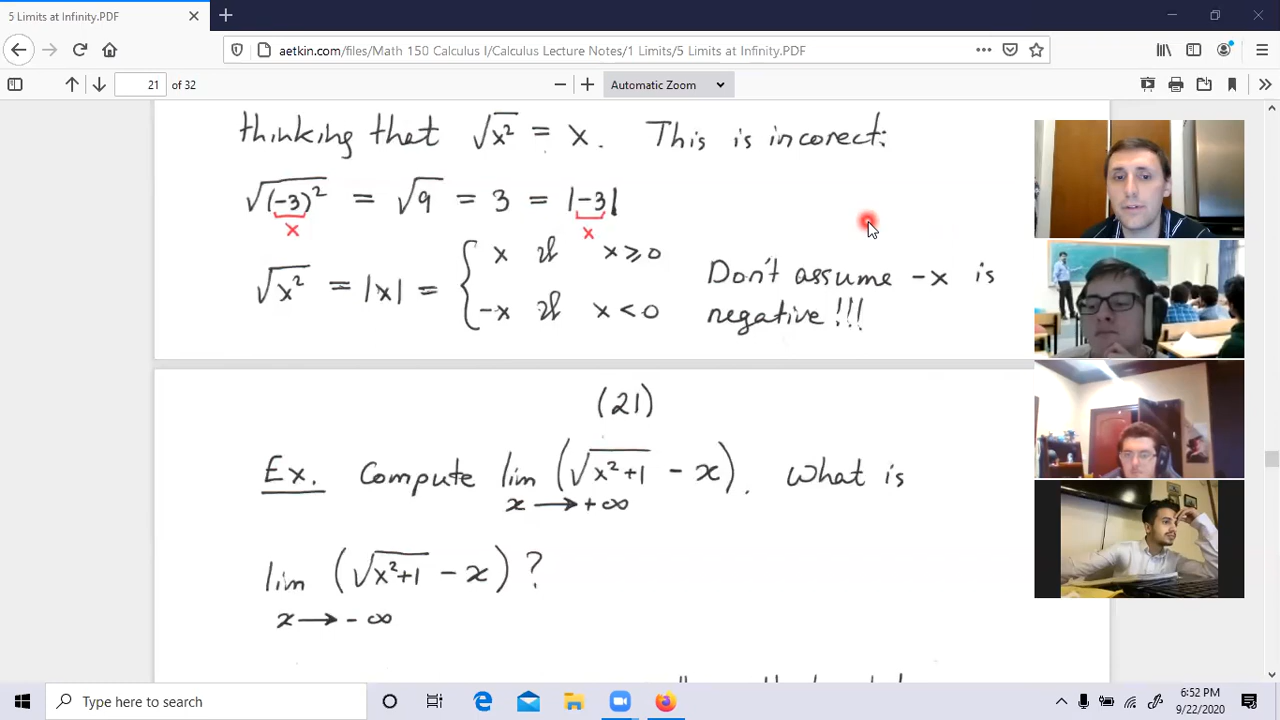 5 Limits at Infinity.PDF
aetkin.com/files/Math 150 Calculus I/Calculus Lecture Notes/1 Limits/5 Limits at Infinity.PDF
21 of 32
Automatic Zoom
thinking that √x² = x. This is incorect:
√(-3)² = √9 = 3 = |-3|
x x
√x² = |x| = { x if x ≥ 0
-x if x < 0
Don't assume -x is
negative!!!
(21)
Ex. Compute lim (√x²+1 - x). What is
x → +∞
lim (√x²+1 - x)?
x → -∞
Type here to search
6:52 PM
9/22/2020